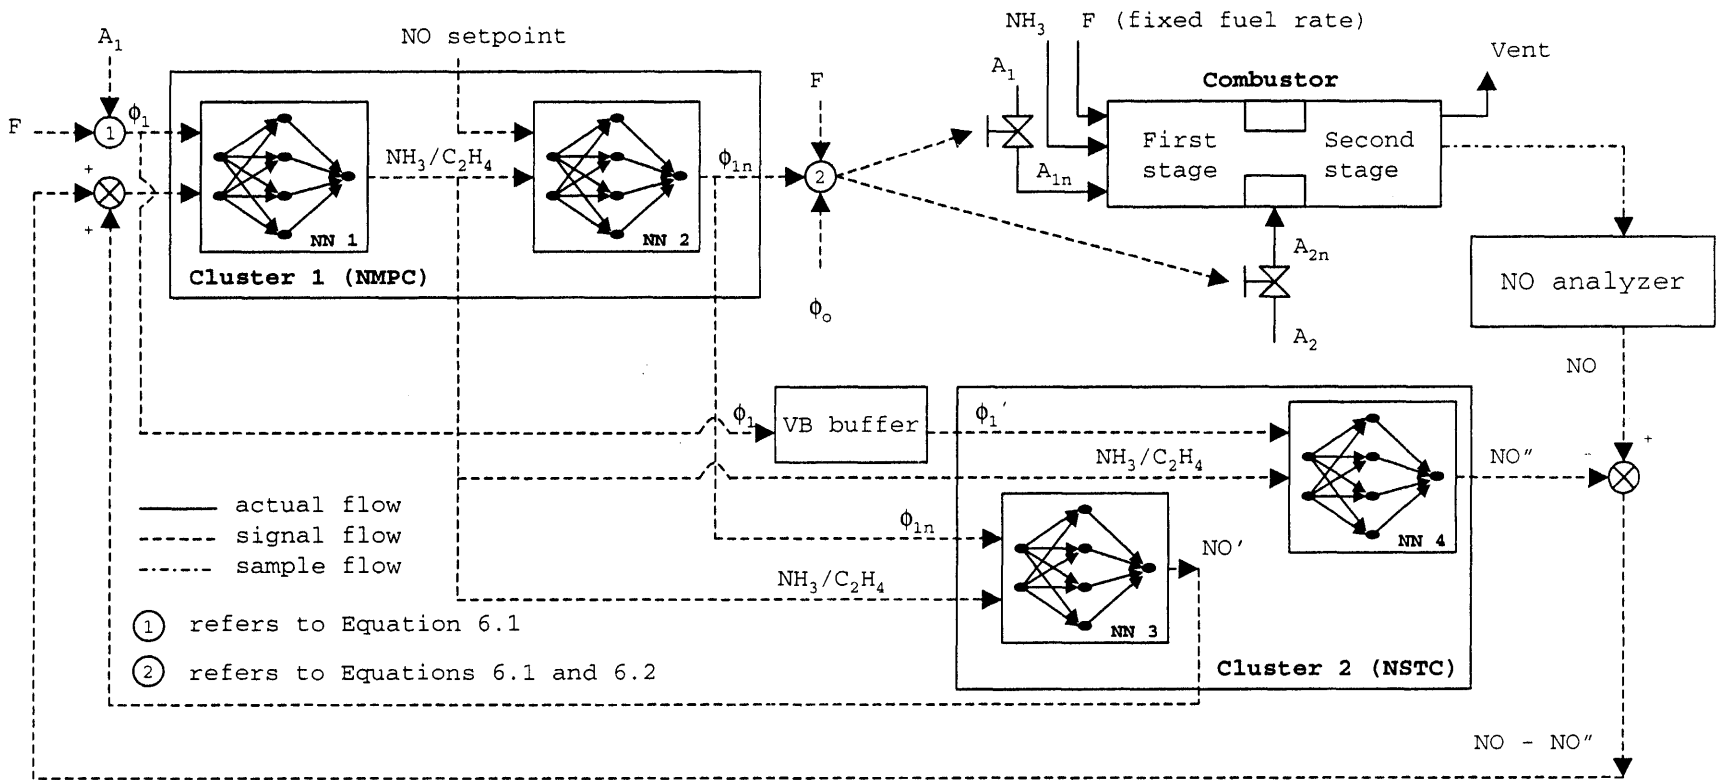 NH₃ F (fixed fuel rate)
A₁
NO setpoint
Vent
A₁
F
Combustor
F
1
ϕ₁
+
NH₃/C₂H₄
ϕ₁ₙ
2
First stage
Second stage
A₁ₙ
+
NN 1
NN 2
Cluster 1 (NMPC)
A₂ₙ
NO analyzer
ϕₒ
A₂
NO
ϕ₁
VB buffer
ϕ₁′
+
NH₃/C₂H₄
NO″
-
actual flow
signal flow
sample flow
ϕ₁ₙ
NN 4
NO′
NH₃/C₂H₄
NN 3
1 refers to Equation 6.1
2 refers to Equations 6.1 and 6.2
Cluster 2 (NSTC)
NO - NO″